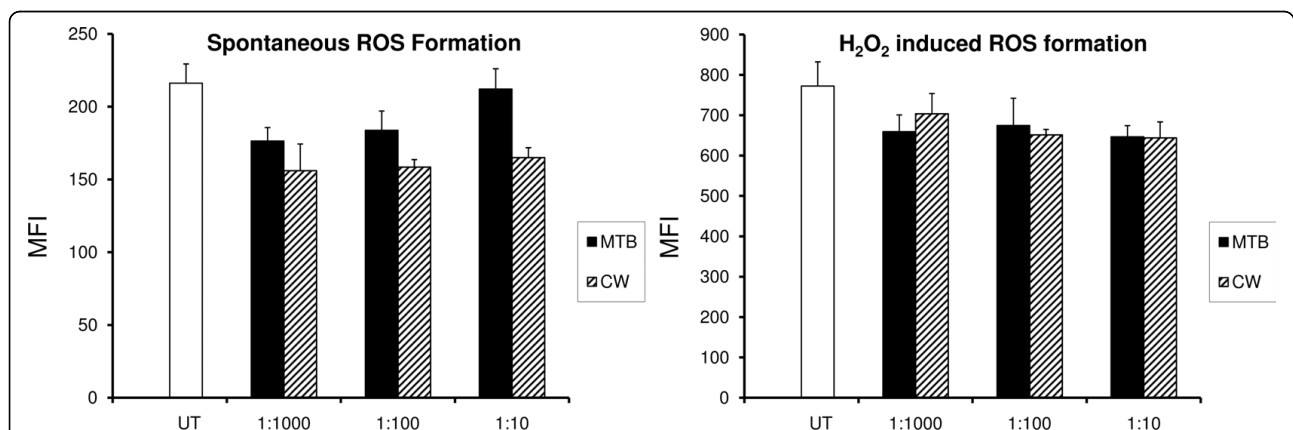 Spontaneous ROS Formation
MFI
250
200
150
100
50
0
UT 1:1000 1:100 1:10
MTB
CW
H₂O₂ induced ROS formation
MFI
900
800
700
600
500
400
300
200
100
0
UT 1:1000 1:100 1:10
MTB
CW